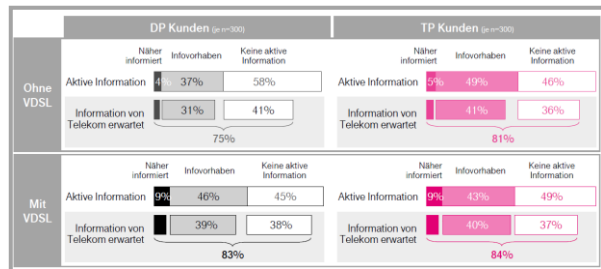 DP Kunden (je n=300)
TP Kunden (je n=300)
Ohne VDSL
Näher informiert
Infovorhaben
Keine aktive Information
Aktive Information
4%
37%
58%
Information von Telekom erwartet
31%
41%
75%
Näher informiert
Infovorhaben
Keine aktive Information
Aktive Information
5%
49%
46%
Information von Telekom erwartet
41%
36%
81%
Mit VDSL
Näher informiert
Infovorhaben
Keine aktive Information
Aktive Information
9%
46%
45%
Information von Telekom erwartet
39%
38%
83%
Näher informiert
Infovorhaben
Keine aktive Information
Aktive Information
9%
43%
49%
Information von Telekom erwartet
40%
37%
84%